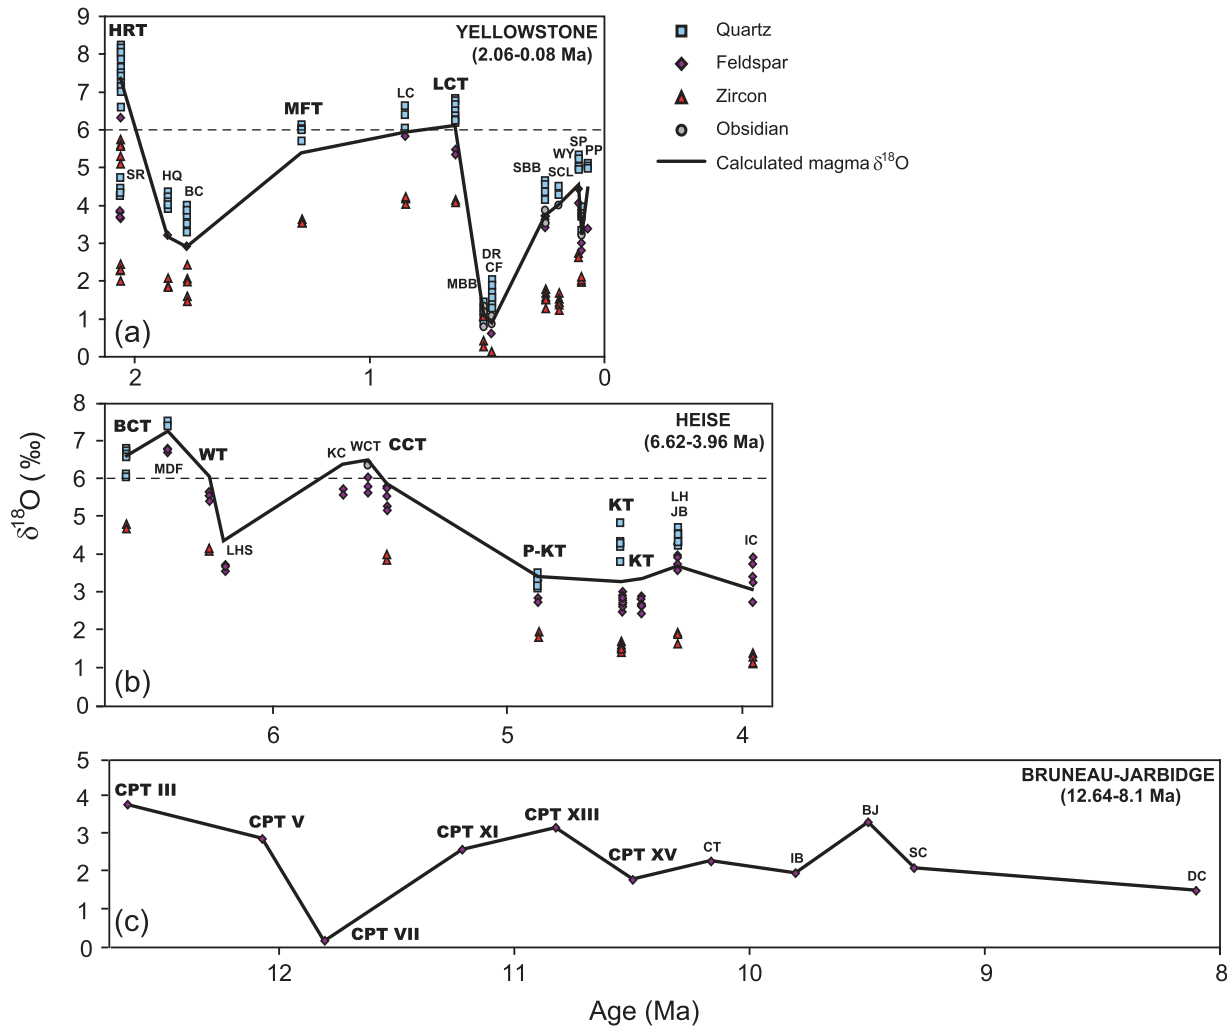 9
8
7
6
5
4
3
2
1
0
HRT
YELLOWSTONE
(2.06-0.08 Ma)
LCT
LC
MFT
SR
HQ
BC
SP
WY
PP
SBB
SCL
DR
CF
MBB
(a)
2
1
0
Quartz
Feldspar
Zircon
Obsidian
Calculated magma δ¹⁸O
δ¹⁸O (‰)
8
7
6
5
4
3
2
1
0
BCT
MDF
WT
LHS
KC
WCT
CCT
HEISE
(6.62-3.96 Ma)
P-KT
KT
KT
LH
JB
IC
(b)
6
5
4
5
4
3
2
1
0
CPT III
CPT V
CPT VII
CPT XI
CPT XIII
CPT XV
CT
IB
BJ
SC
DC
BRUNEAU-JARBIDGE
(12.64-8.1 Ma)
(c)
12
11
10
9
8
Age (Ma)